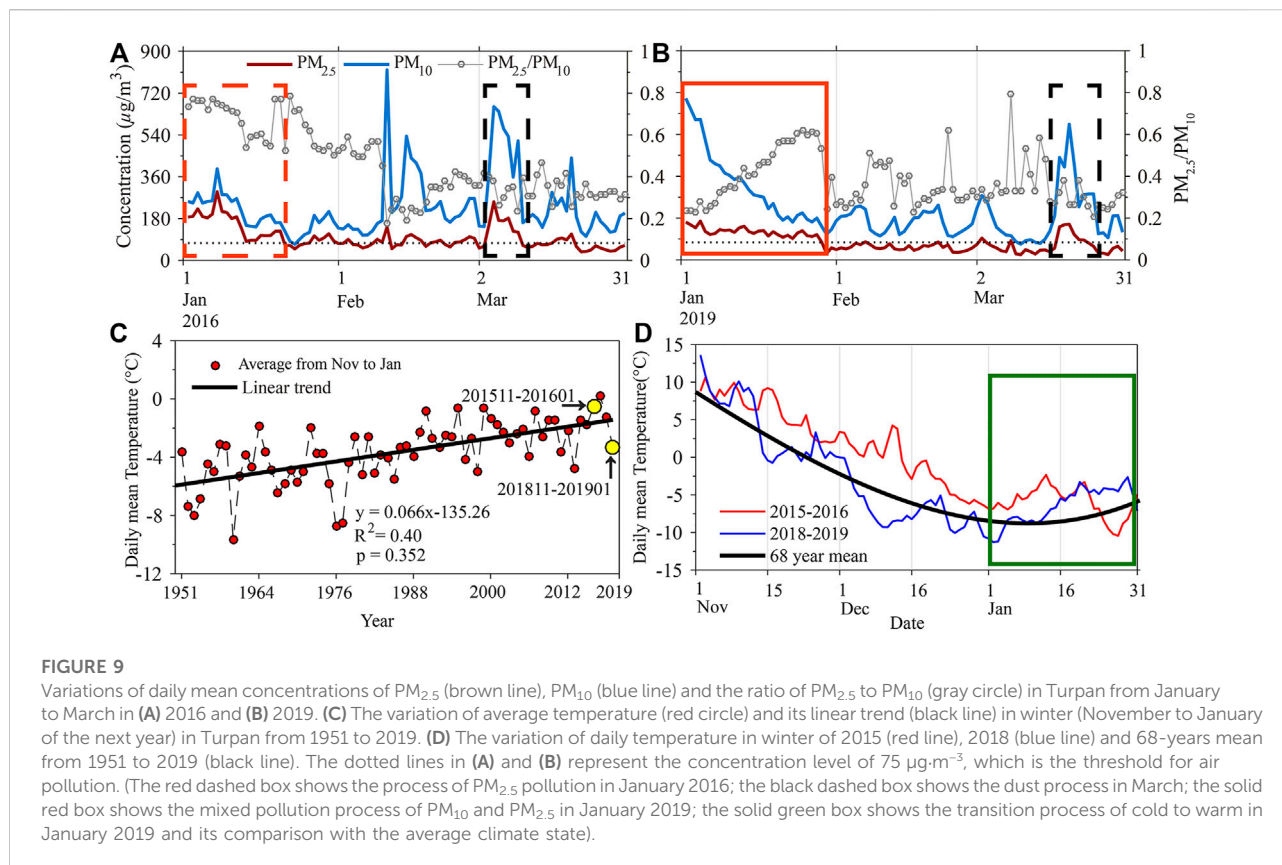 A
B
900
720
540
360
180
0
Concentration (µg/m³)
PM2.5 PM10 PM2.5/PM10
1
1
0.8
0.6
0.4
0.2
0
PM2.5/PM10
1 1 2 31
Jan Feb Mar
2016
1 1 2 31
Jan Feb Mar
2019
C
4
0
-4
-8
-12
Daily mean Temperature (°C)
Average from Nov to Jan
Linear trend
201511-201601
201811-201901
y = 0.066x-135.26
R²= 0.40
p = 0.352
1951 1964 1976 1988 2000 2012 2019
Year
D
15
10
5
0
-5
-10
-15
Daily mean Temperature(°C)
2015-2016
2018-2019
68 year mean
1 15 1 16 1 16 31
Nov Dec Jan
Date
FIGURE 9
Variations of daily mean concentrations of PM2.5 (brown line), PM10 (blue line) and the ratio of PM2.5 to PM10 (gray circle) in Turpan from January
to March in (A) 2016 and (B) 2019. (C) The variation of average temperature (red circle) and its linear trend (black line) in winter (November to January
of the next year) in Turpan from 1951 to 2019. (D) The variation of daily temperature in winter of 2015 (red line), 2018 (blue line) and 68-years mean
from 1951 to 2019 (black line). The dotted lines in (A) and (B) represent the concentration level of 75 µg·m⁻³, which is the threshold for air
pollution. (The red dashed box shows the process of PM2.5 pollution in January 2016; the black dashed box shows the dust process in March; the solid
red box shows the mixed pollution process of PM10 and PM2.5 in January 2019; the solid green box shows the transition process of cold to warm in
January 2019 and its comparison with the average climate state).